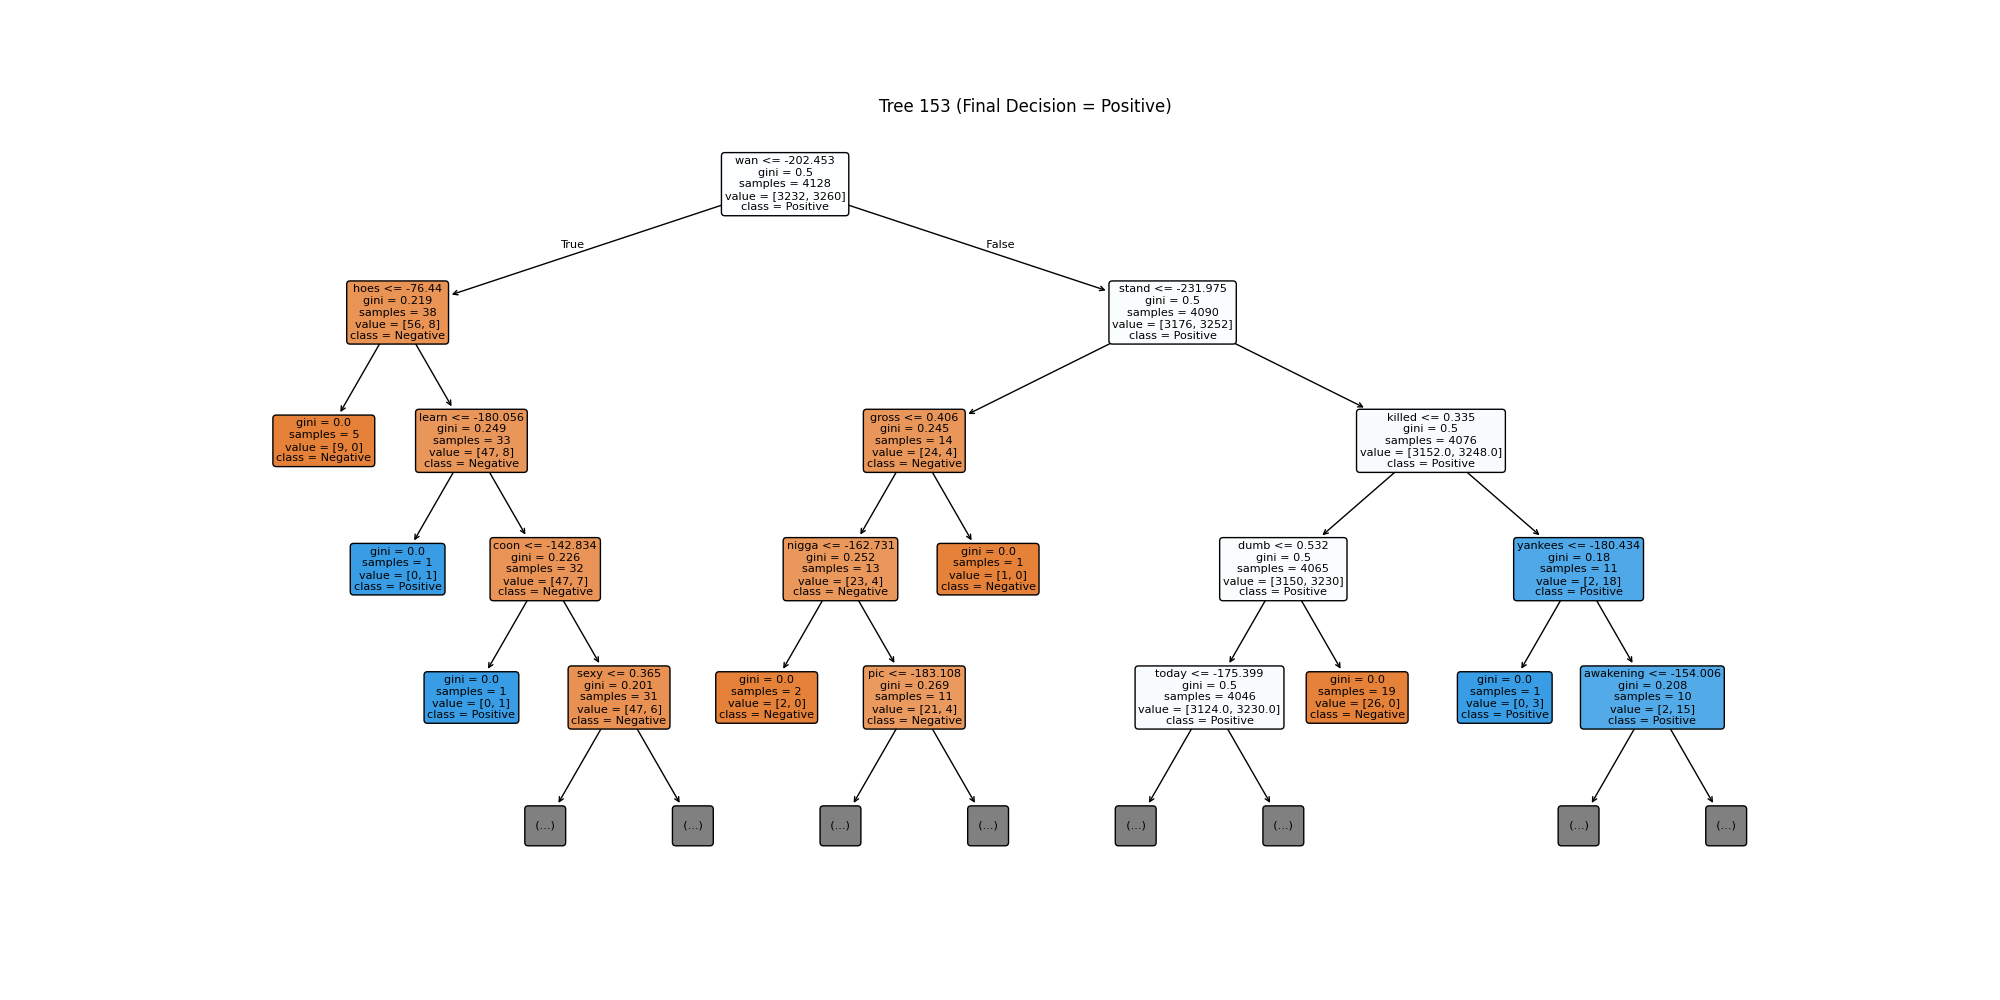 Tree 153 (Final Decision = Positive)
wan <= -202.453
gini = 0.5
samples = 4128
value = [3232, 3260]
class = Positive
True
False
hoes <= -76.44
gini = 0.219
samples = 38
value = [56, 8]
class = Negative
stand <= -231.975
gini = 0.5
samples = 4090
value = [3176, 3252]
class = Positive
gini = 0.0
samples = 5
value = [9, 0]
class = Negative
learn <= -180.056
gini = 0.249
samples = 33
value = [47, 8]
class = Negative
gross <= 0.406
gini = 0.245
samples = 14
value = [24, 4]
class = Negative
killed <= 0.335
gini = 0.5
samples = 4076
value = [3152.0, 3248.0]
class = Positive
gini = 0.0
samples = 1
value = [0, 1]
class = Positive
coon <= -142.834
gini = 0.226
samples = 32
value = [47, 7]
class = Negative
nigga <= -162.731
gini = 0.252
samples = 13
value = [23, 4]
class = Negative
gini = 0.0
samples = 1
value = [1, 0]
class = Negative
dumb <= 0.532
gini = 0.5
samples = 4065
value = [3150, 3230]
class = Positive
yankees <= -180.434
gini = 0.18
samples = 11
value = [2, 18]
class = Positive
gini = 0.0
samples = 1
value = [0, 1]
class = Positive
sexy <= 0.365
gini = 0.201
samples = 31
value = [47, 6]
class = Negative
gini = 0.0
samples = 2
value = [2, 0]
class = Negative
pic <= -183.108
gini = 0.269
samples = 11
value = [21, 4]
class = Negative
today <= -175.399
gini = 0.5
samples = 4046
value = [3124.0, 3230.0]
class = Positive
gini = 0.0
samples = 19
value = [26, 0]
class = Negative
gini = 0.0
samples = 1
value = [0, 3]
class = Positive
awakening <= -154.006
gini = 0.208
samples = 10
value = [2, 15]
class = Positive
(...)
(...)
(...)
(...)
(...)
(...)
(...)
(...)